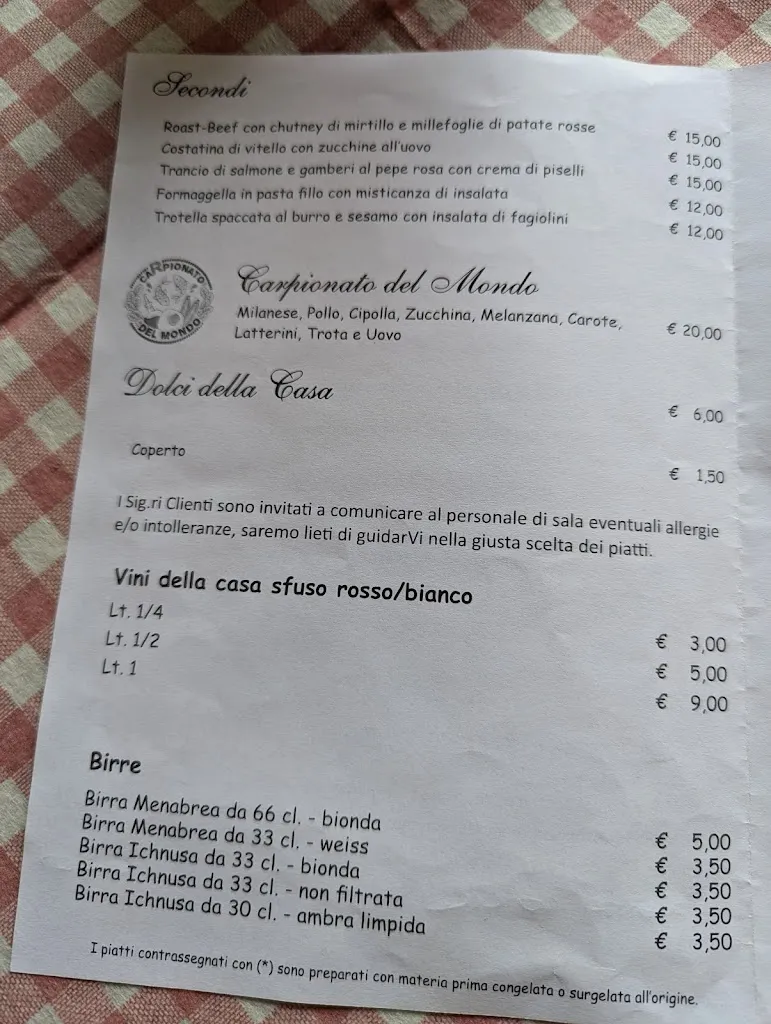 Secondi
Roast-Beef con chutney di mirtillo e millefoglie di patate rosse € 15,00
Costatina di vitello con zucchine all'uovo € 15,00
Trancio di salmone e gamberi al pepe rosa con crema di piselli € 15,00
Formaggella in pasta fillo con misticanza di insalata € 12,00
Trotella spaccata al burro e sesamo con insalata di fagiolini € 12,00
CARPIONATO
DEL MONDO
Carpionato del Mondo
Milanese, Pollo, Cipolla, Zucchina, Melanzana, Carote,
Latterini, Trota e Uovo € 20,00
Dolci della Casa € 6,00
Coperto € 1,50
I Sig.ri Clienti sono invitati a comunicare al personale di sala eventuali allergie
e/o intolleranze, saremo lieti di guidarVi nella giusta scelta dei piatti.
Vini della casa sfuso rosso/bianco
Lt. 1/4 € 3,00
Lt. 1/2 € 5,00
Lt. 1 € 9,00
Birre
Birra Menabrea da 66 cl. - bionda € 5,00
Birra Menabrea da 33 cl. - weiss € 3,50
Birra Ichnusa da 33 cl. - bionda € 3,50
Birra Ichnusa da 33 cl. - non filtrata € 3,50
Birra Ichnusa da 30 cl. - ambra limpida € 3,50
I piatti contrassegnati con (*) sono preparati con materia prima congelata o surgelata all'origine.